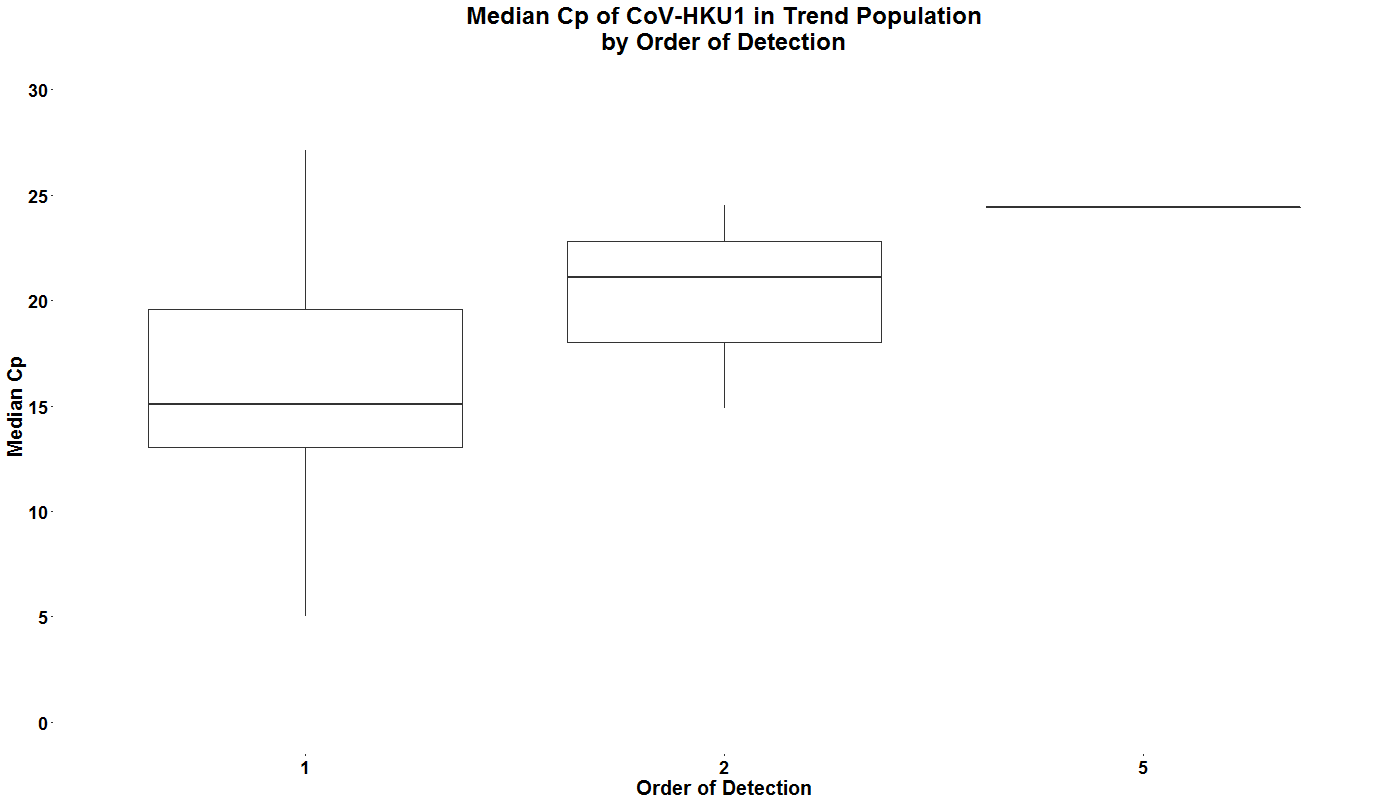 Median Cp of CoV-HKU1 in Trend Population
by Order of Detection
30
25
20
15
10
5
0
Median Cp
1 2 5
Order of Detection